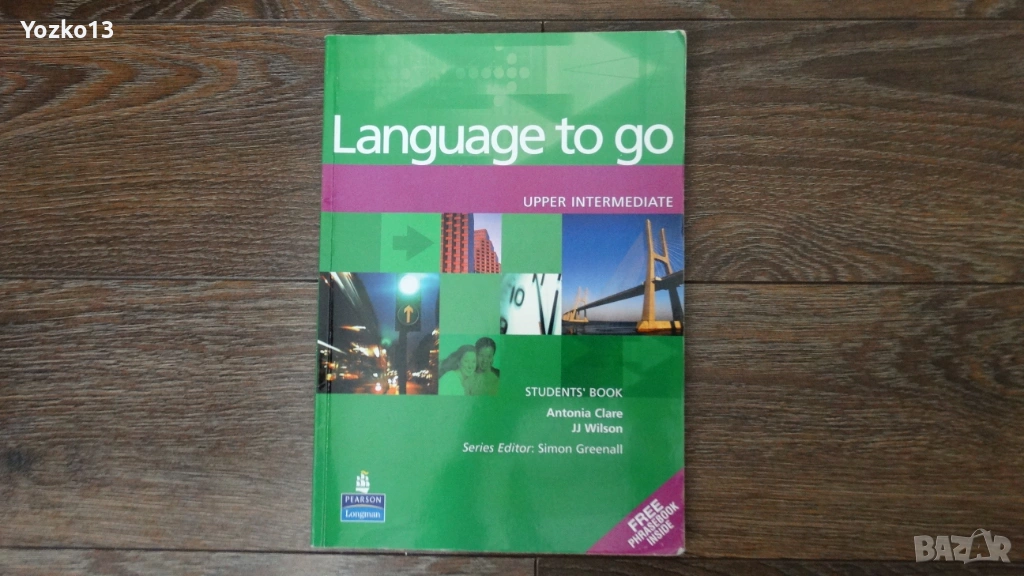 Yozko13
Language to go
UPPER INTERMEDIATE
10
STUDENTS' BOOK
Antonia Clare
JJ Wilson
Series Editor: Simon Greenall
PEARSON
Longman
FREE
PHRASEBOOK
INSIDE
BAZAR